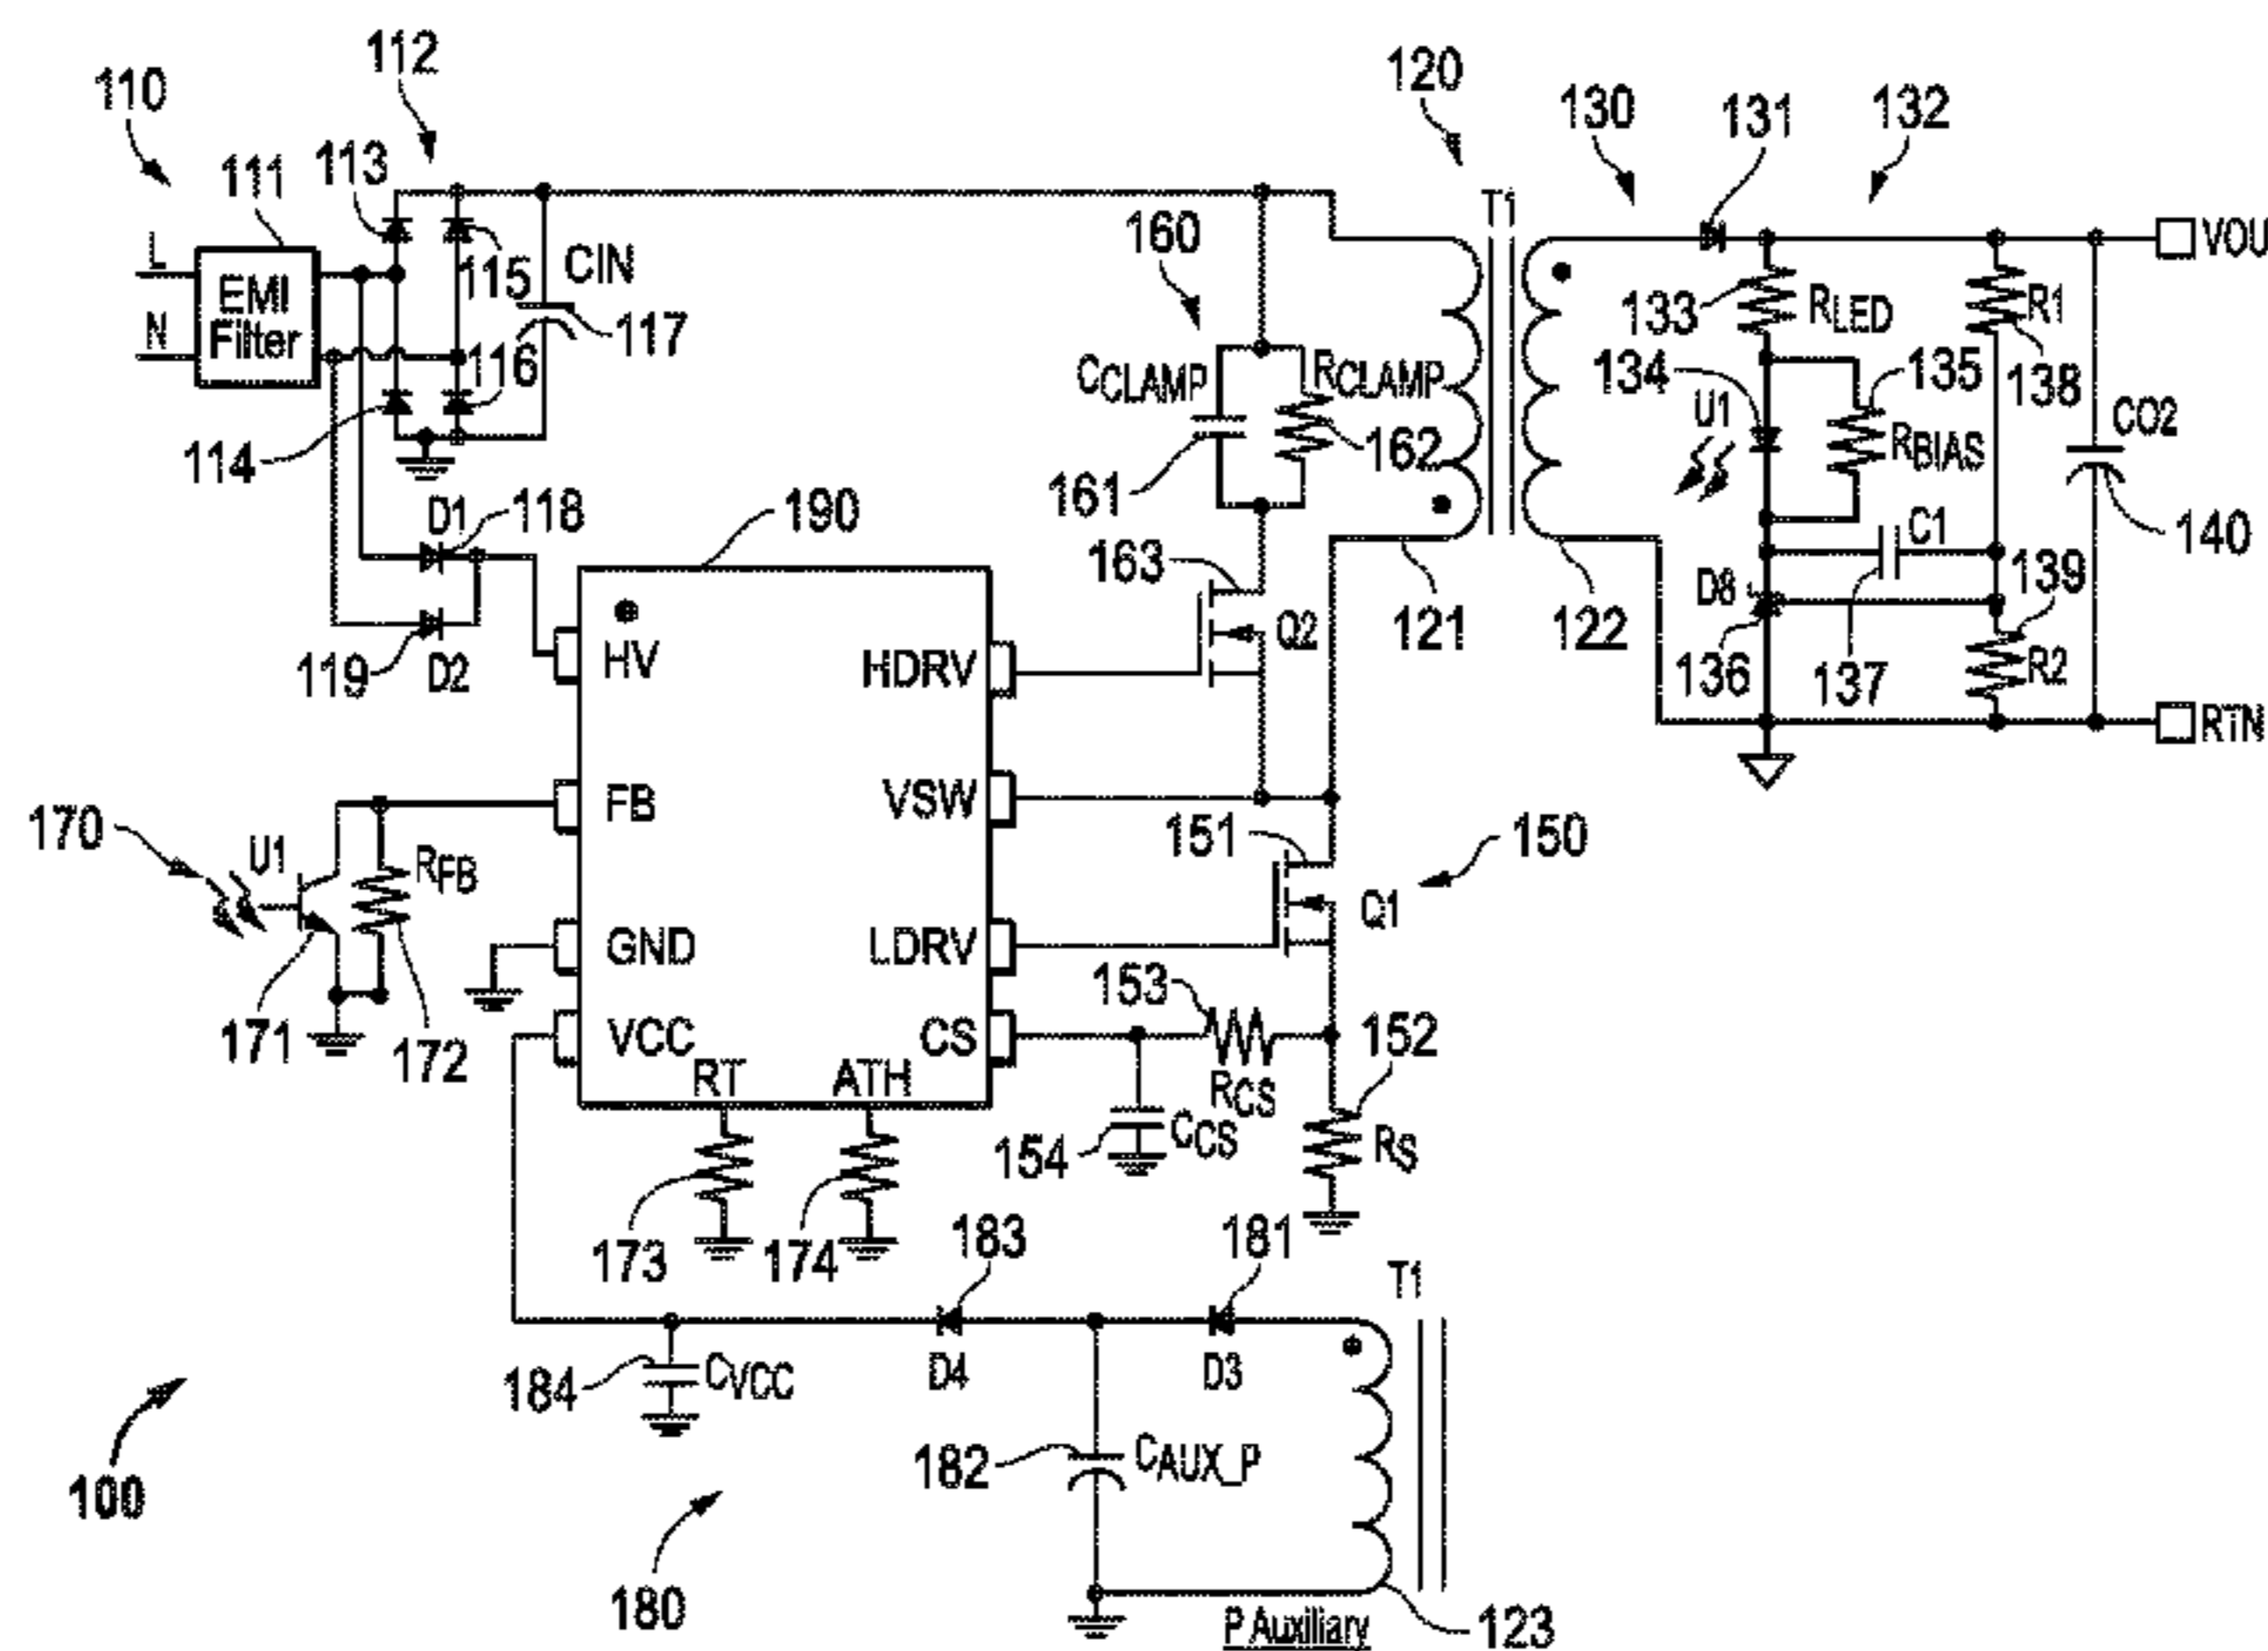 112
110
120
130
131
132
113
111
T1
160
VOU
L
115
CIN
EMI
Filter
133
RLED
R1
N
116
117
CCLAMP
RCLAMP
134
135
138
U1
CO2
114
162
RBIAS
161
D1
118
190
C1
140
163
D8
139
119
D2
HV
HDRV
Q2
121
122
136
137
R2
RTN
FB
VSW
151
150
170
U1
RFB
Q1
GND
LDRV
153
152
171
172
VCC
CS
RT
ATH
RCS
154
CCS
RS
173
174
183
181
T1
184
CVCC
D4
D3
182
CAUX_P
100
180
P Auxiliary
123